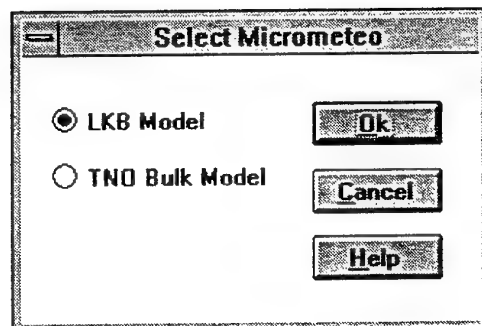 Select Micrometeo
LKB Model
Ok
TNO Bulk Model
Cancel
Help